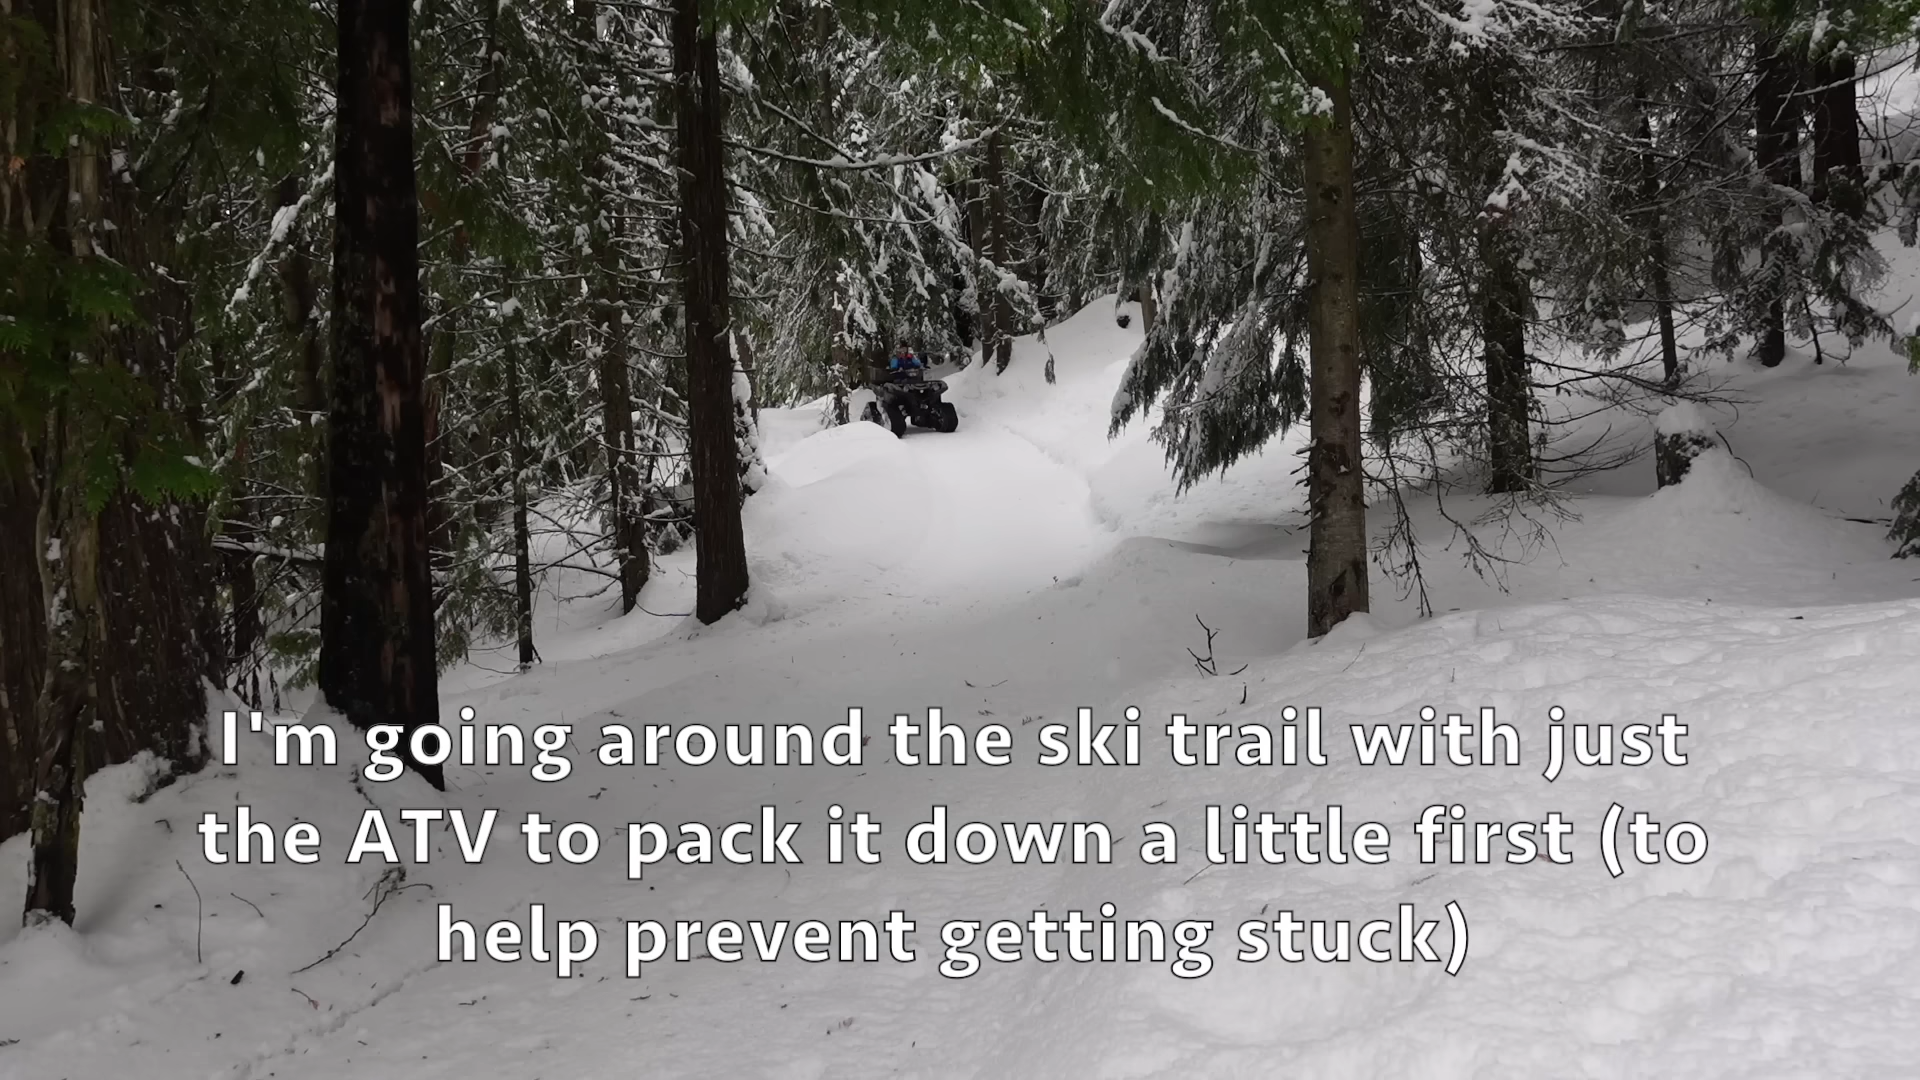 I'm going around the ski trail with just
the ATV to pack it down a little first (to
help prevent getting stuck)